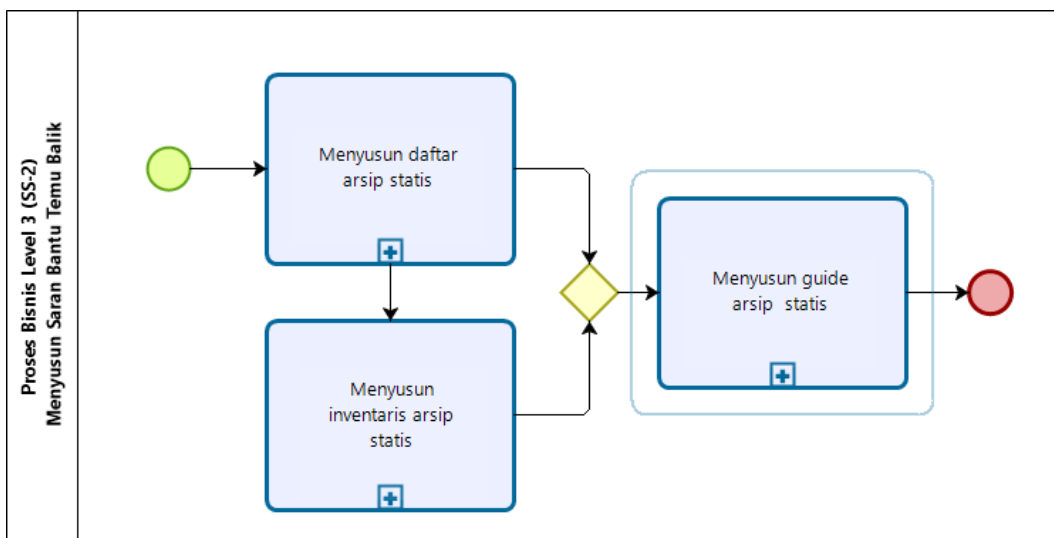 Proses Bisnis Level 3 (SS-2)
Menyusun Saran Bantu Temu Balik
Menyusun daftar
arsip statis
Menyusun
inventaris arsip
statis
Menyusun guide
arsip  statis